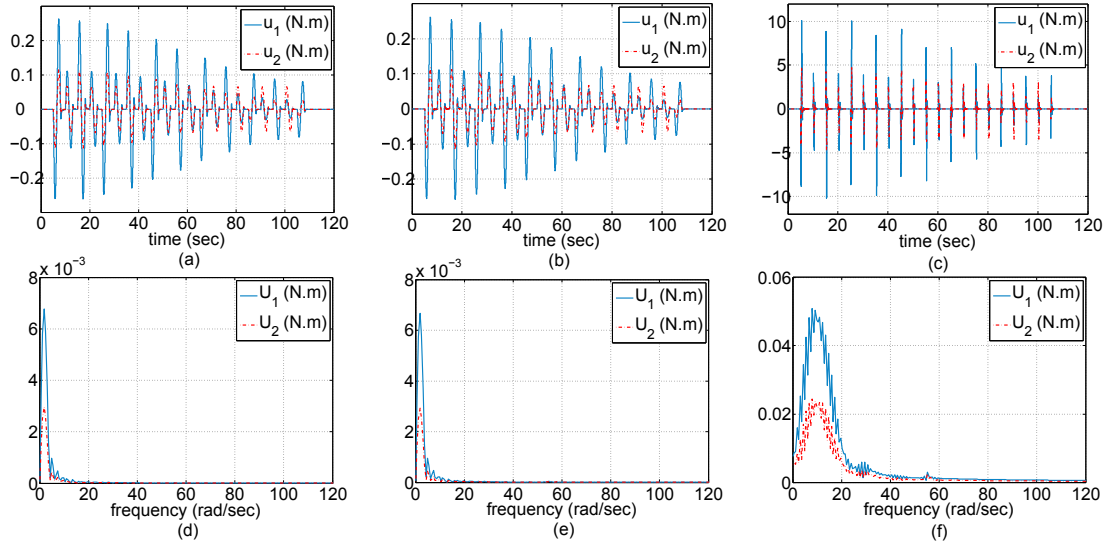 u1 (N.m)
u2 (N.m)
0.2
0.1
0
−0.1
−0.2
0 20 40 60 80 100 120
time (sec)
(a)
u1 (N.m)
u2 (N.m)
0.2
0.1
0
−0.1
−0.2
0 20 40 60 80 100 120
time (sec)
(b)
u1 (N.m)
u2 (N.m)
10
5
0
−5
−10
0 20 40 60 80 100 120
time (sec)
(c)
8 x 10−3
U1 (N.m)
U2 (N.m)
6
4
2
0
0 20 40 60 80 100 120
frequency (rad/sec)
(d)
8 x 10−3
U1 (N.m)
U2 (N.m)
6
4
2
0
0 20 40 60 80 100 120
frequency (rad/sec)
(e)
0.06
U1 (N.m)
U2 (N.m)
0.04
0.02
0
0 20 40 60 80 100 120
frequency (rad/sec)
(f)